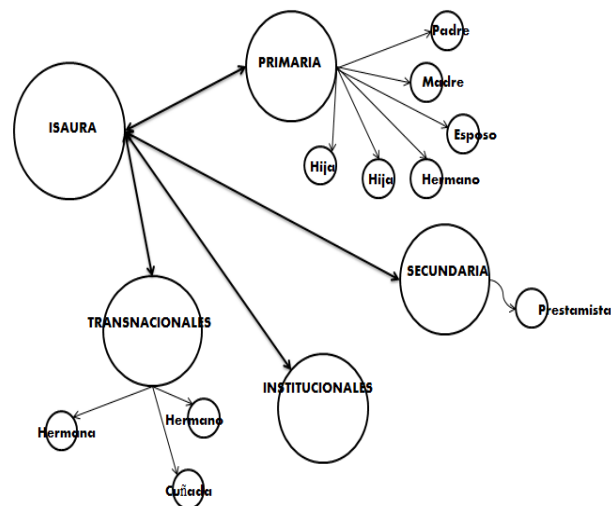 Padre
PRIMARIA
Madre
ISAURA
Esposo
Hija
Hija
Hermano
SECUNDARIA
Prestamista
TRANSNACIONALES
INSTITUCIONALES
Hermano
Hermana
Cuñada